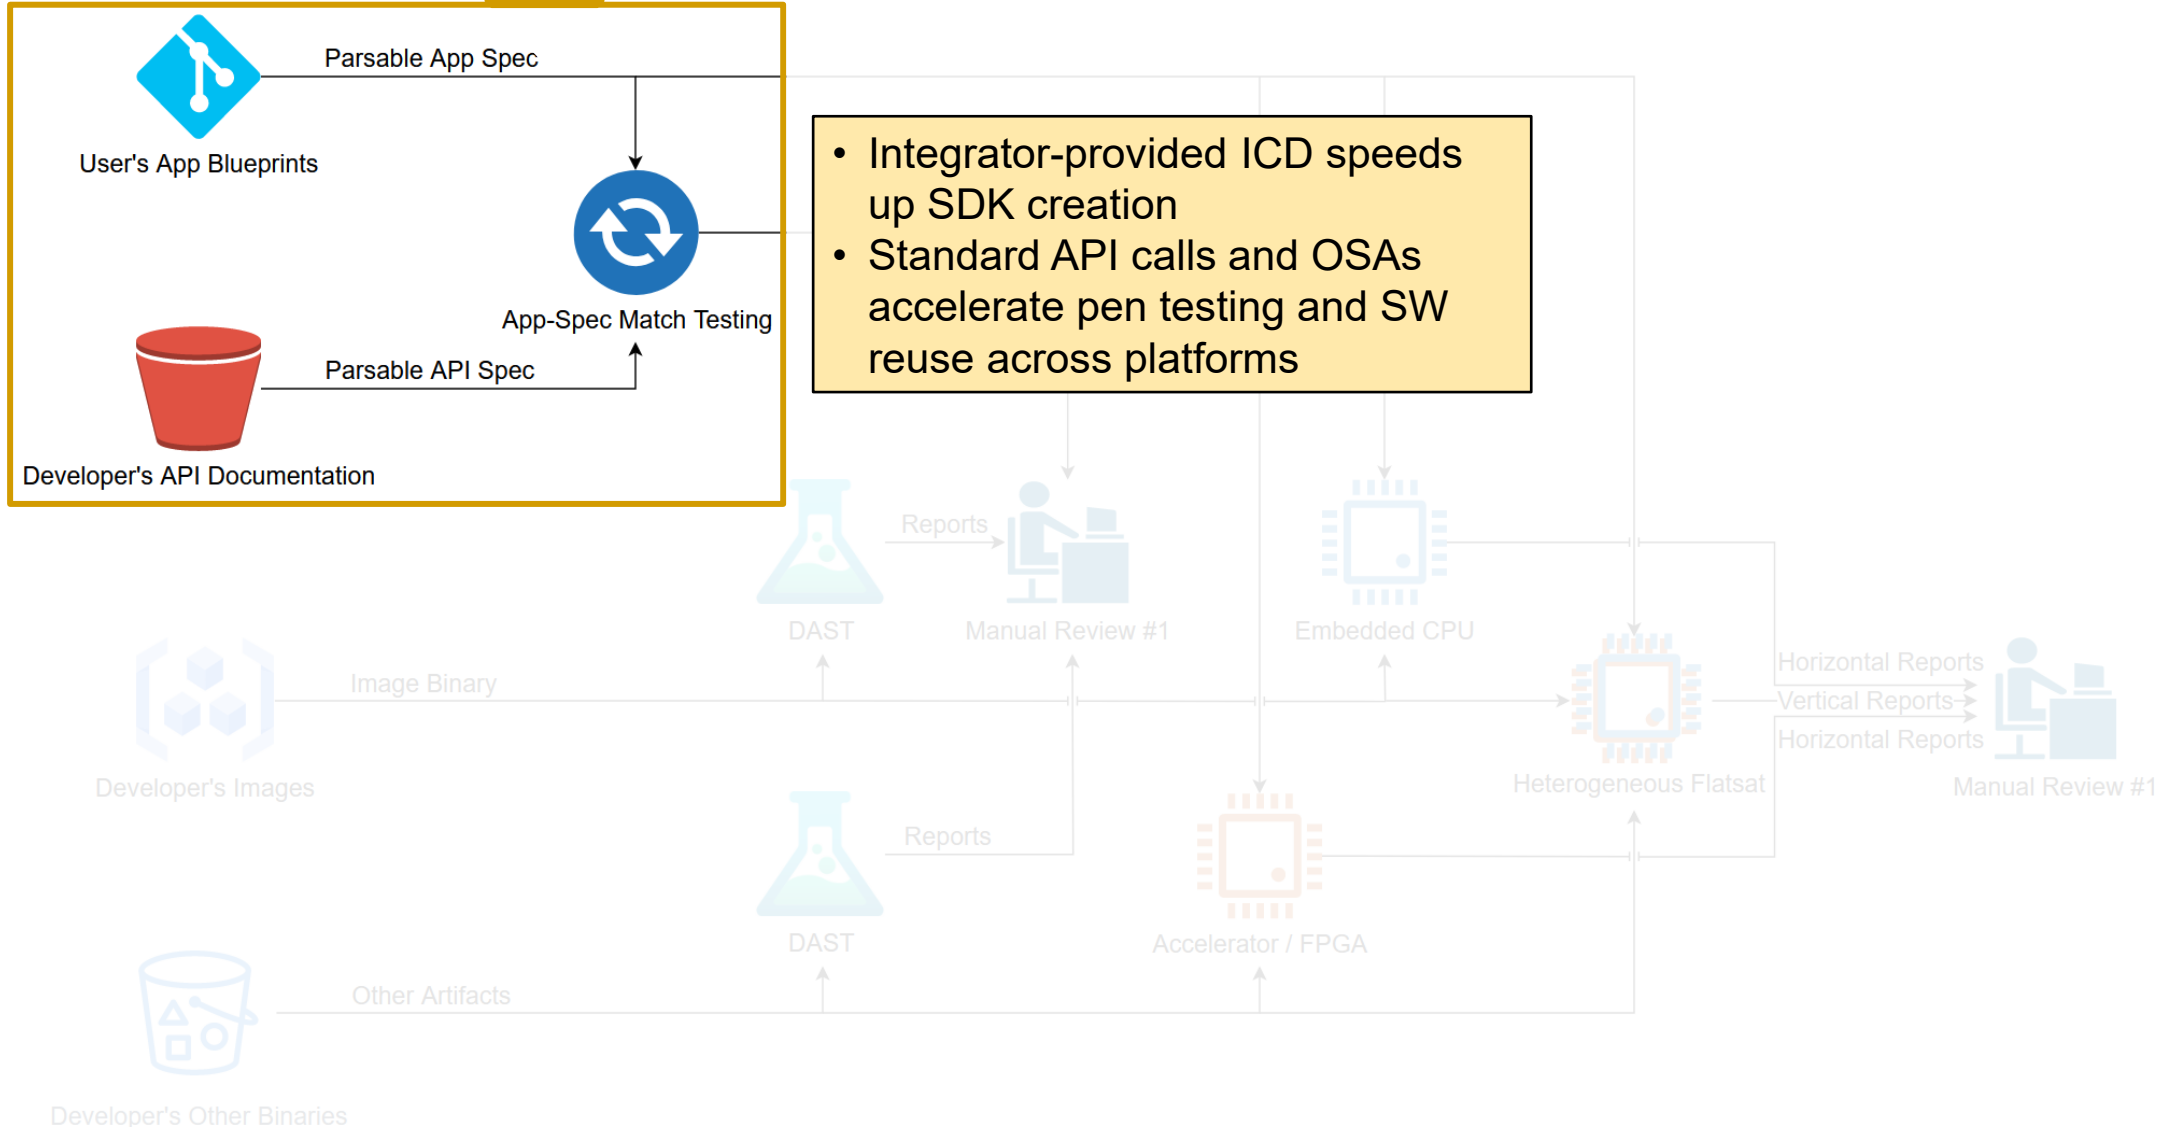 Parsable App Spec
User's App Blueprints
• Integrator-provided ICD speeds
up SDK creation
• Standard API calls and OSAs
accelerate pen testing and SW
reuse across platforms
App-Spec Match Testing
Parsable API Spec
Developer's API Documentation
Reports
DAST
Manual Review #1
Embedded CPU
Image Binary
Developer's Images
Horizontal Reports
Vertical Reports
Horizontal Reports
Heterogeneous Flatsat
Manual Review #1
Reports
DAST
Accelerator / FPGA
Other Artifacts
Developer's Other Binaries